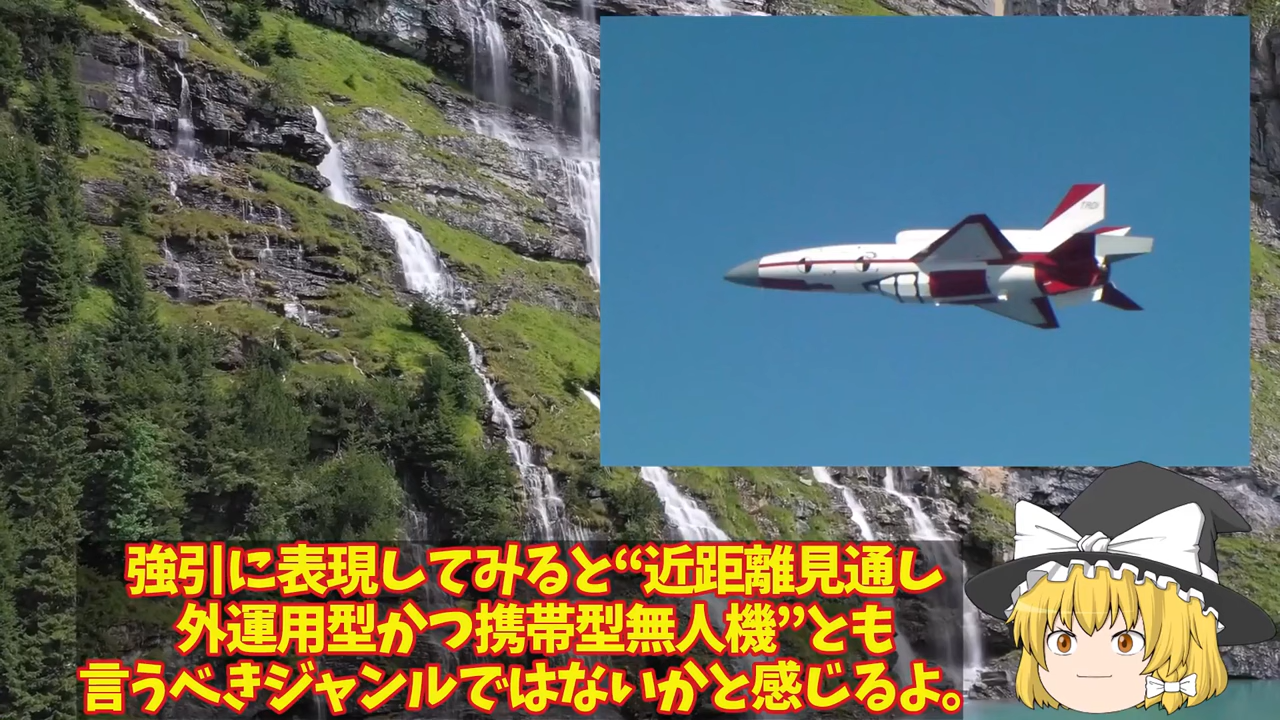 TRDI
強引に表現してみると“近距離見通し
外運用型かつ携帯型無人機”とも
言うべきジャンルではないかと感じるよ。